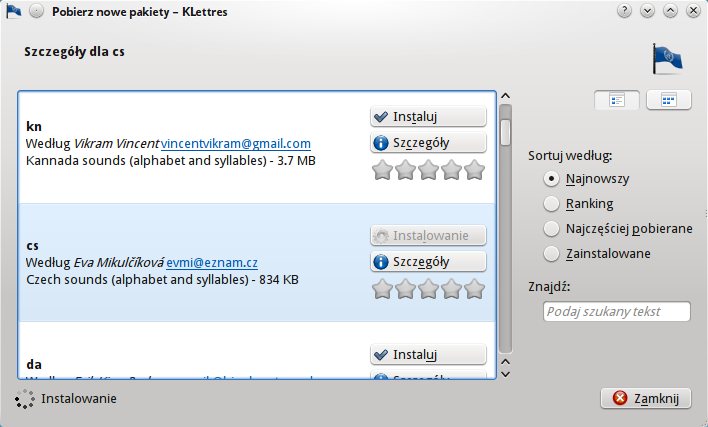 Pobierz nowe pakiety – KLettres
Szczegóły dla cs
kn
Według Vikram Vincent vincentvikram@gmail.com
Kannada sounds (alphabet and syllables) - 3.7 MB
Instaluj
Szczegóły
cs
Według Eva Mikulčíková evmi@eznam.cz
Czech sounds (alphabet and syllables) - 834 KB
Instalowanie
Szczegóły
da
Instaluj
Szczegóły
Sortuj według:
Najnowszy
Ranking
Najczęściej pobierane
Zainstalowane
Znajdź:
Podaj szukany tekst
Instalowanie
Zamknij